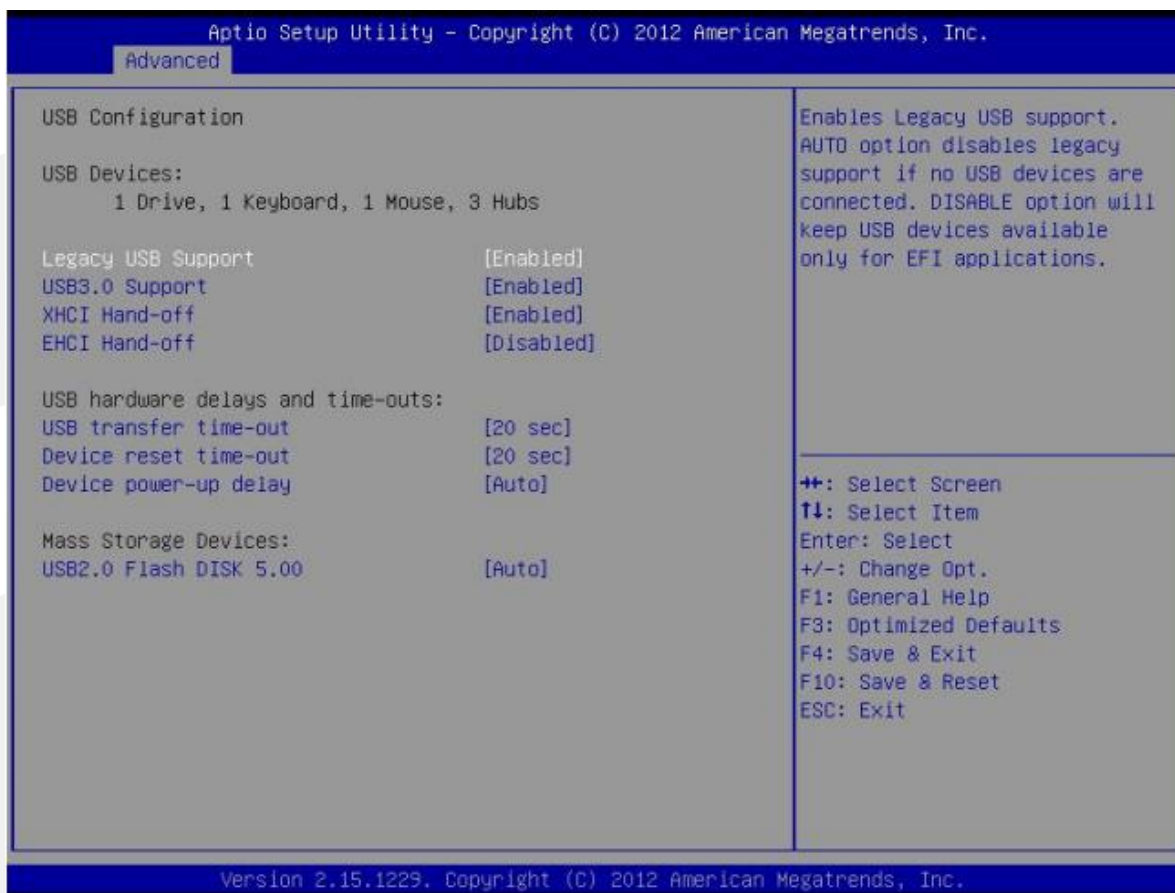 Aptio Setup Utility – Copyright (C) 2012 American Megatrends, Inc.
Advanced
USB Configuration
USB Devices:
1 Drive, 1 Keyboard, 1 Mouse, 3 Hubs
Legacy USB Support [Enabled]
USB3.0 Support [Enabled]
XHCI Hand-off [Enabled]
EHCI Hand-off [Disabled]
USB hardware delays and time-outs:
USB transfer time-out [20 sec]
Device reset time-out [20 sec]
Device power-up delay [Auto]
Mass Storage Devices:
USB2.0 Flash DISK 5.00 [Auto]
Enables Legacy USB support.
AUTO option disables legacy
support if no USB devices are
connected. DISABLE option will
keep USB devices available
only for EFI applications.
→←: Select Screen
↑↓: Select Item
Enter: Select
+/-: Change Opt.
F1: General Help
F3: Optimized Defaults
F4: Save & Exit
F10: Save & Reset
ESC: Exit
Version 2.15.1229. Copyright (C) 2012 American Megatrends, Inc.